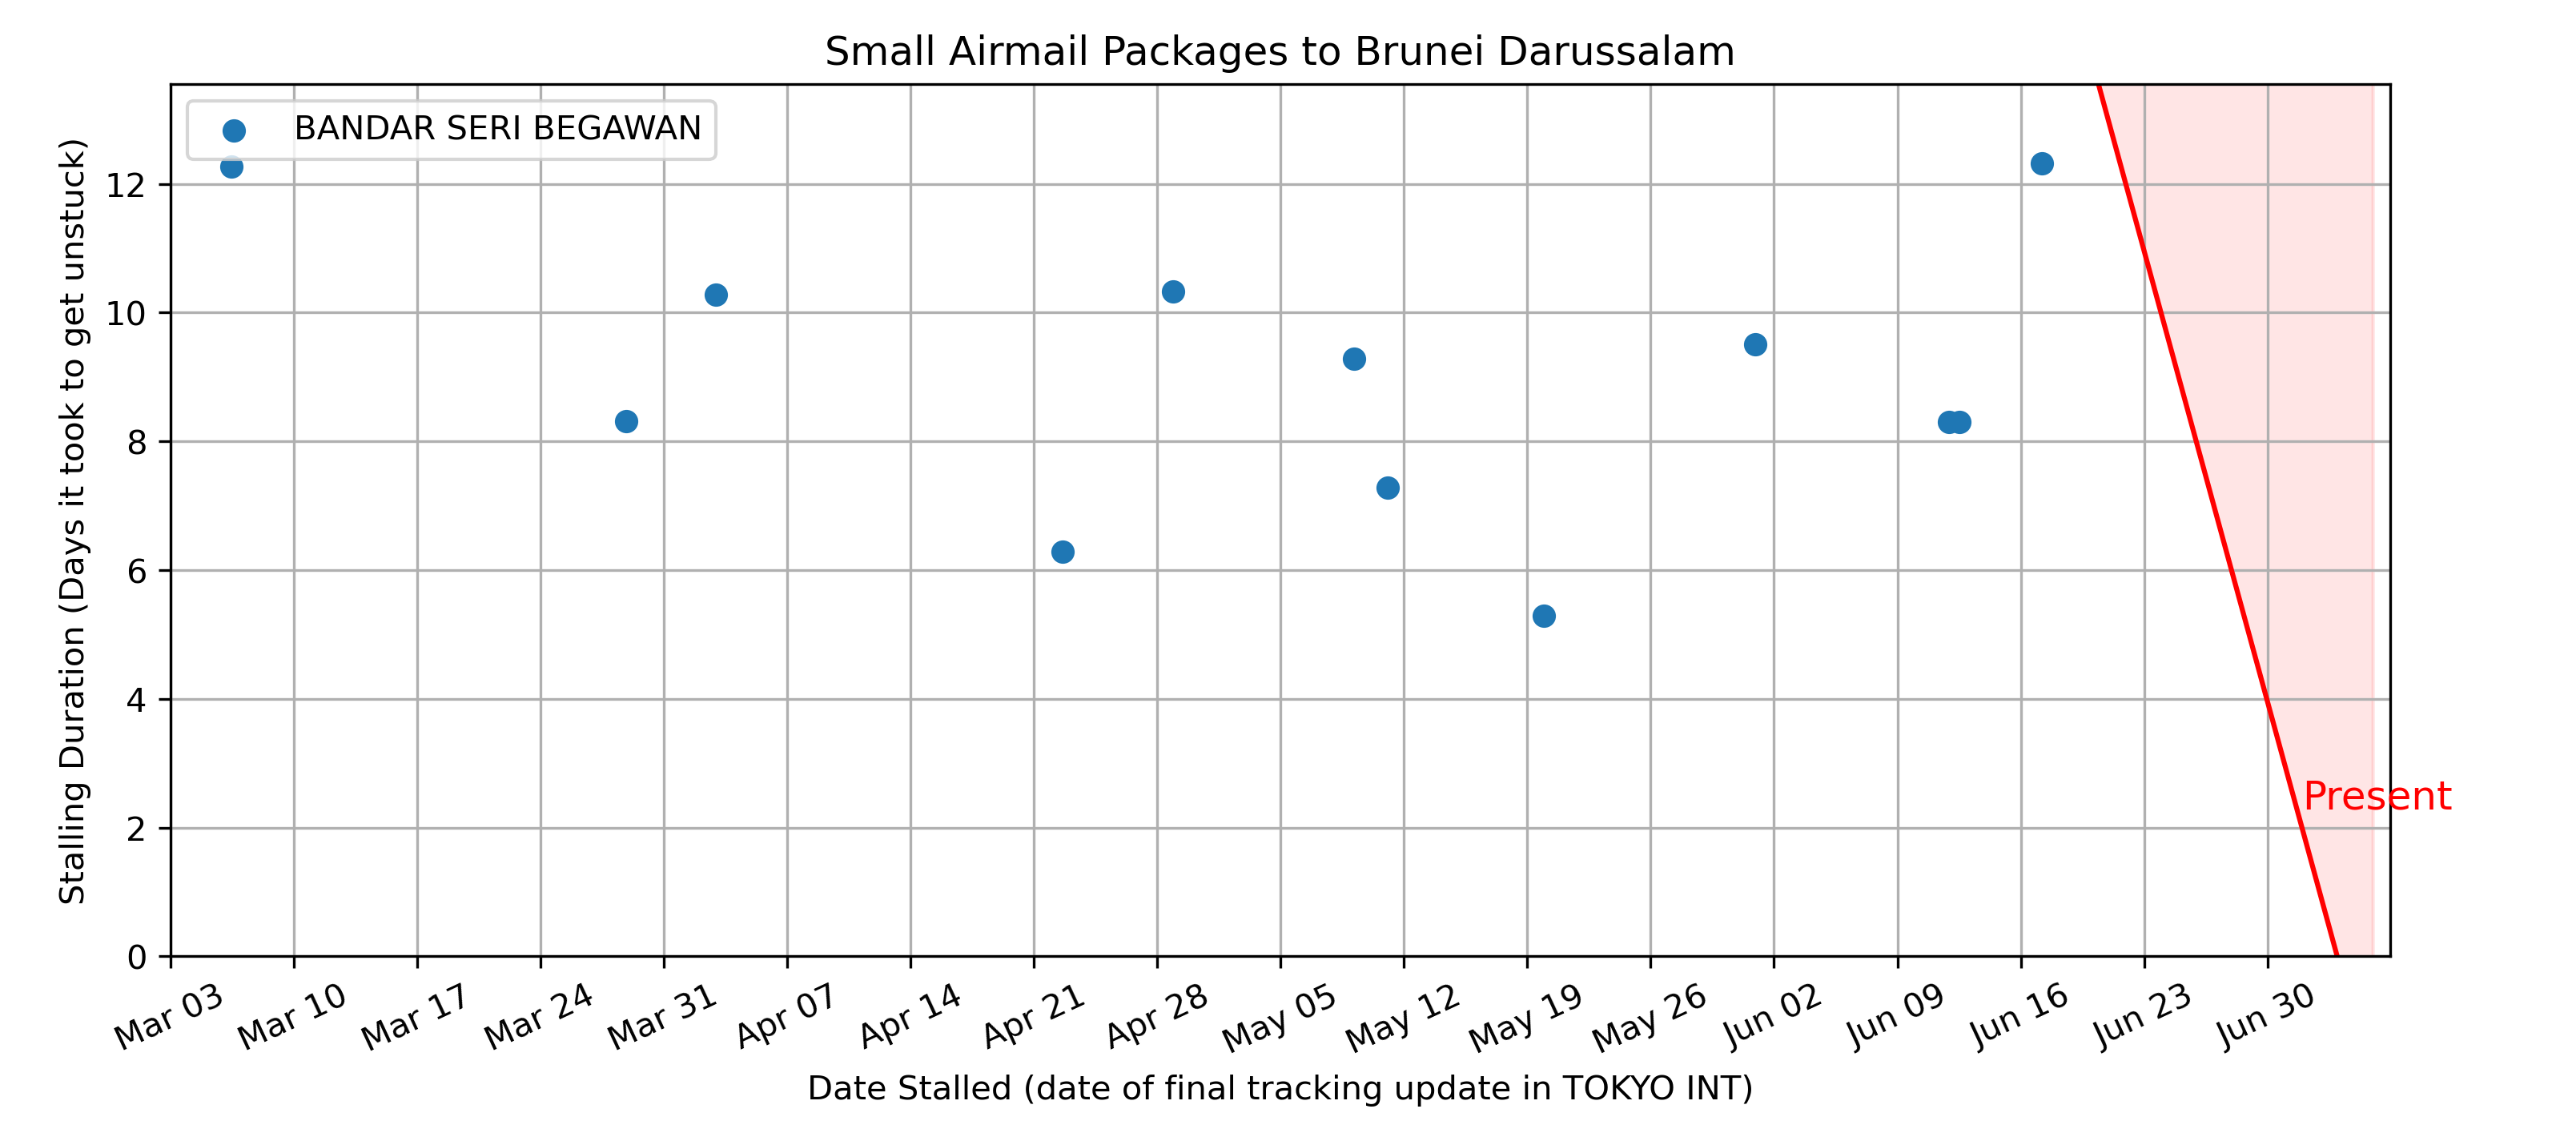 Small Airmail Packages to Brunei Darussalam
BANDAR SERI BEGAWAN
Stalling Duration (Days it took to get unstuck)
12
10
8
6
4
2
0
Present
Mar 03
Mar 10
Mar 17
Mar 24
Mar 31
Apr 07
Apr 14
Apr 21
Apr 28
May 05
May 12
May 19
May 26
Jun 02
Jun 09
Jun 16
Jun 23
Jun 30
Date Stalled (date of final tracking update in TOKYO INT)